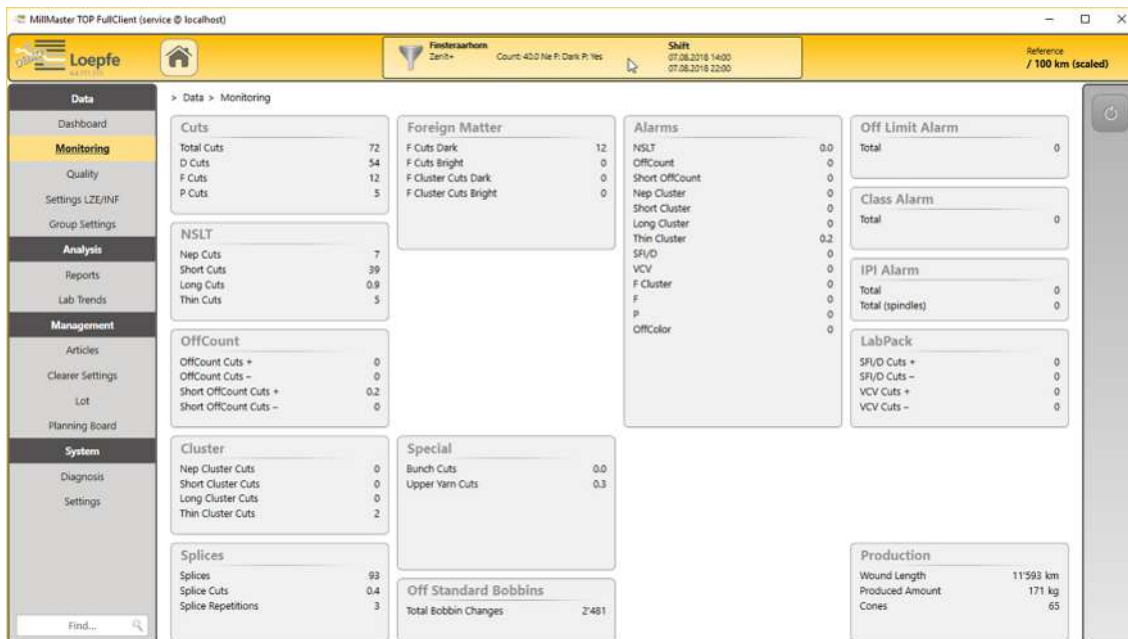 MillMaster TOP FullClient (service @ localhost)
Loepfe
Finsteraarhorn
Zenit+ Count: 40.0 Ne P: Dark P: Yes
Shift
07.08.2018 14:00
07.08.2018 22:00
Reference
/ 100 km (scaled)
Data
Dashboard
Monitoring
Quality
Settings LZE/INF
Group Settings
Analysis
Reports
Lab Trends
Management
Articles
Clearer Settings
Lot
Planning Board
System
Diagnosis
Settings
Find...
> Data > Monitoring
Cuts
Total Cuts 72
D Cuts 54
F Cuts 12
P Cuts 5
NSLT
Nep Cuts 7
Short Cuts 39
Long Cuts 0.9
Thin Cuts 5
OffCount
OffCount Cuts + 0
OffCount Cuts – 0
Short OffCount Cuts + 0.2
Short OffCount Cuts – 0
Cluster
Nep Cluster Cuts 0
Short Cluster Cuts 0
Long Cluster Cuts 0
Thin Cluster Cuts 2
Splices
Splices 93
Splice Cuts 0.4
Splice Repetitions 3
Foreign Matter
F Cuts Dark 12
F Cuts Bright 0
F Cluster Cuts Dark 0
F Cluster Cuts Bright 0
Special
Bunch Cuts 0.0
Upper Yarn Cuts 0.3
Off Standard Bobbins
Total Bobbin Changes 2'481
Alarms
NSLT 0.0
OffCount 0
Short OffCount 0
Nep Cluster 0
Short Cluster 0
Long Cluster 0
Thin Cluster 0.2
SFI/D 0
VCV 0
F Cluster 0
F 0
P 0
OffColor 0
Off Limit Alarm
Total 0
Class Alarm
Total 0
IPI Alarm
Total 0
Total (spindles) 0
LabPack
SFI/D Cuts + 0
SFI/D Cuts – 0
VCV Cuts + 0
VCV Cuts – 0
Production
Wound Length 11'593 km
Produced Amount 171 kg
Cones 65